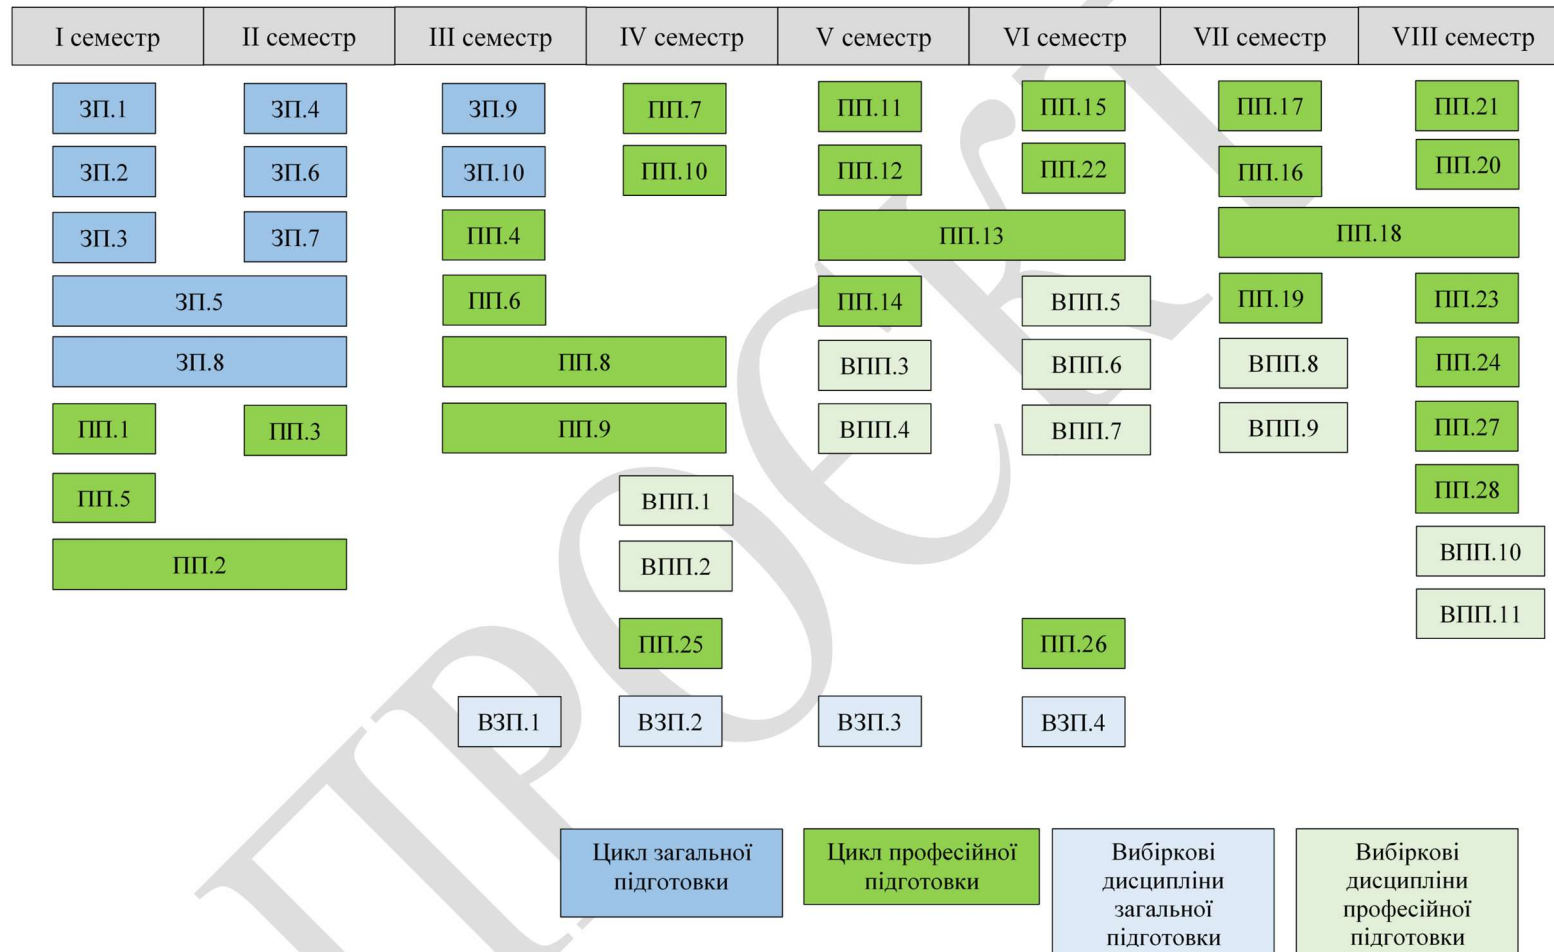 I семестр II семестр III семестр IV семестр V семестр VI семестр VII семестр VIII семестр
ЗП.1 ЗП.4 ЗП.9 ПП.7 ПП.11 ПП.15 ПП.17 ПП.21
ЗП.2 ЗП.6 ЗП.10 ПП.10 ПП.12 ПП.22 ПП.16 ПП.20
ЗП.3 ЗП.7 ПП.4 ПП.13 ПП.18
ЗП.5 ПП.6 ПП.14 ВПП.5 ПП.19 ПП.23
ЗП.8 ПП.8 ВПП.3 ВПП.6 ВПП.8 ПП.24
ПП.1 ПП.3 ПП.9 ВПП.4 ВПП.7 ВПП.9 ПП.27
ПП.5 ВПП.1 ПП.28
ПП.2 ВПП.2 ВПП.10
ВПП.11
ПП.25 ПП.26
ВЗП.1 ВЗП.2 ВЗП.3 ВЗП.4
Цикл загальної
підготовки
Цикл професійної
підготовки
Вибіркові
дисципліни
загальної
підготовки
Вибіркові
дисципліни
професійної
підготовки
ПРОЄКТ